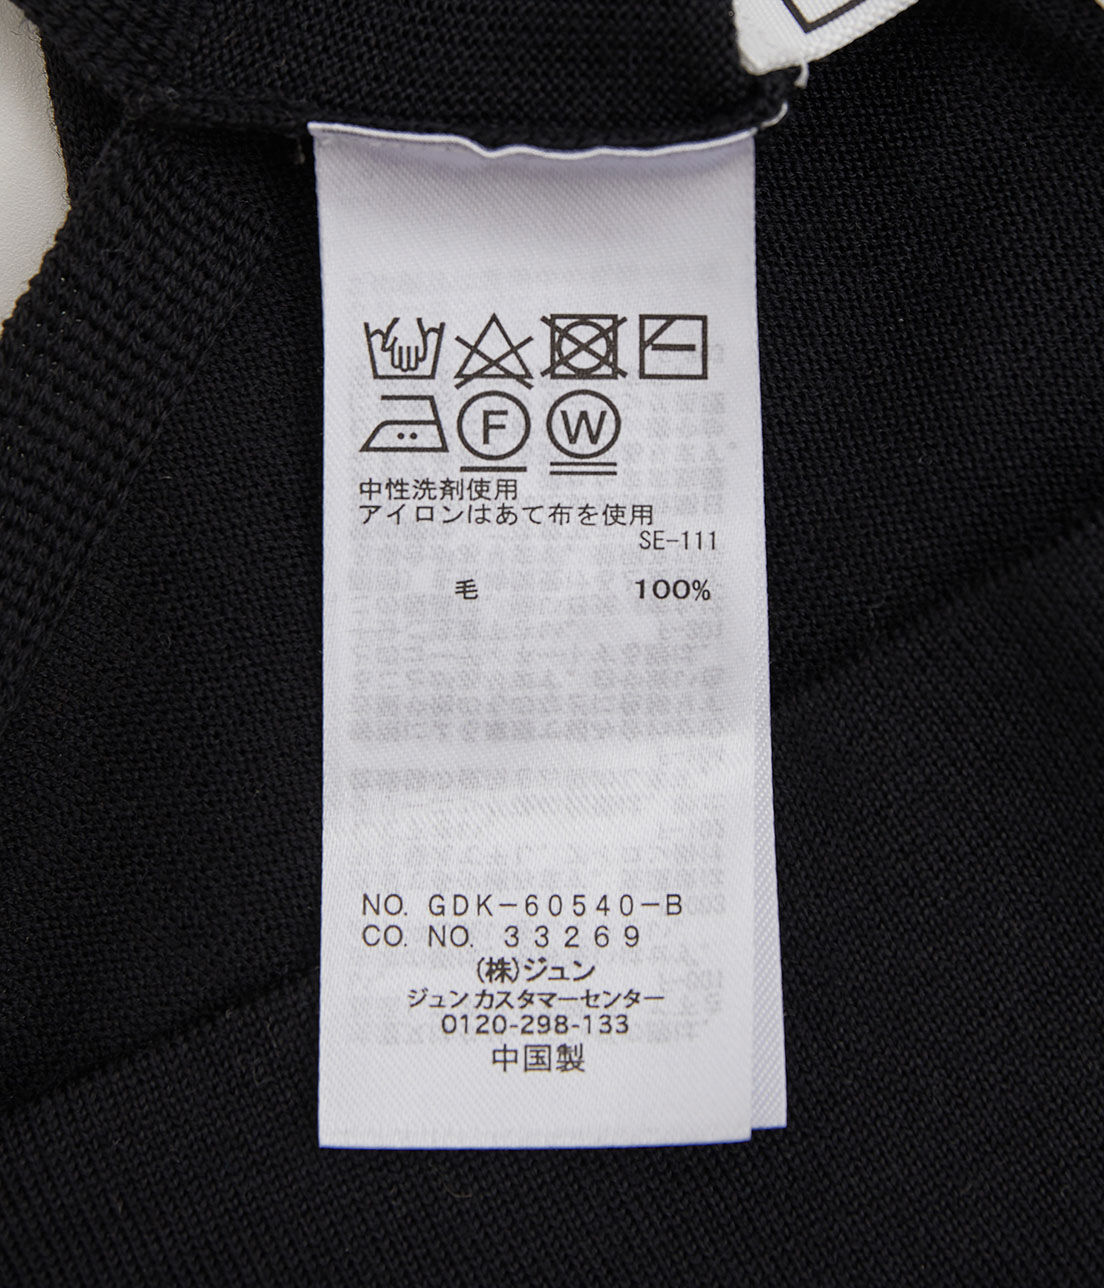 F W
中性洗剤使用
アイロンはあて布を使用
SE-111
毛 100%
NO. GDK-60540-B
CO. NO. 33269
(株)ジュン
ジュンカスタマーセンター
0120-298-133
中国製